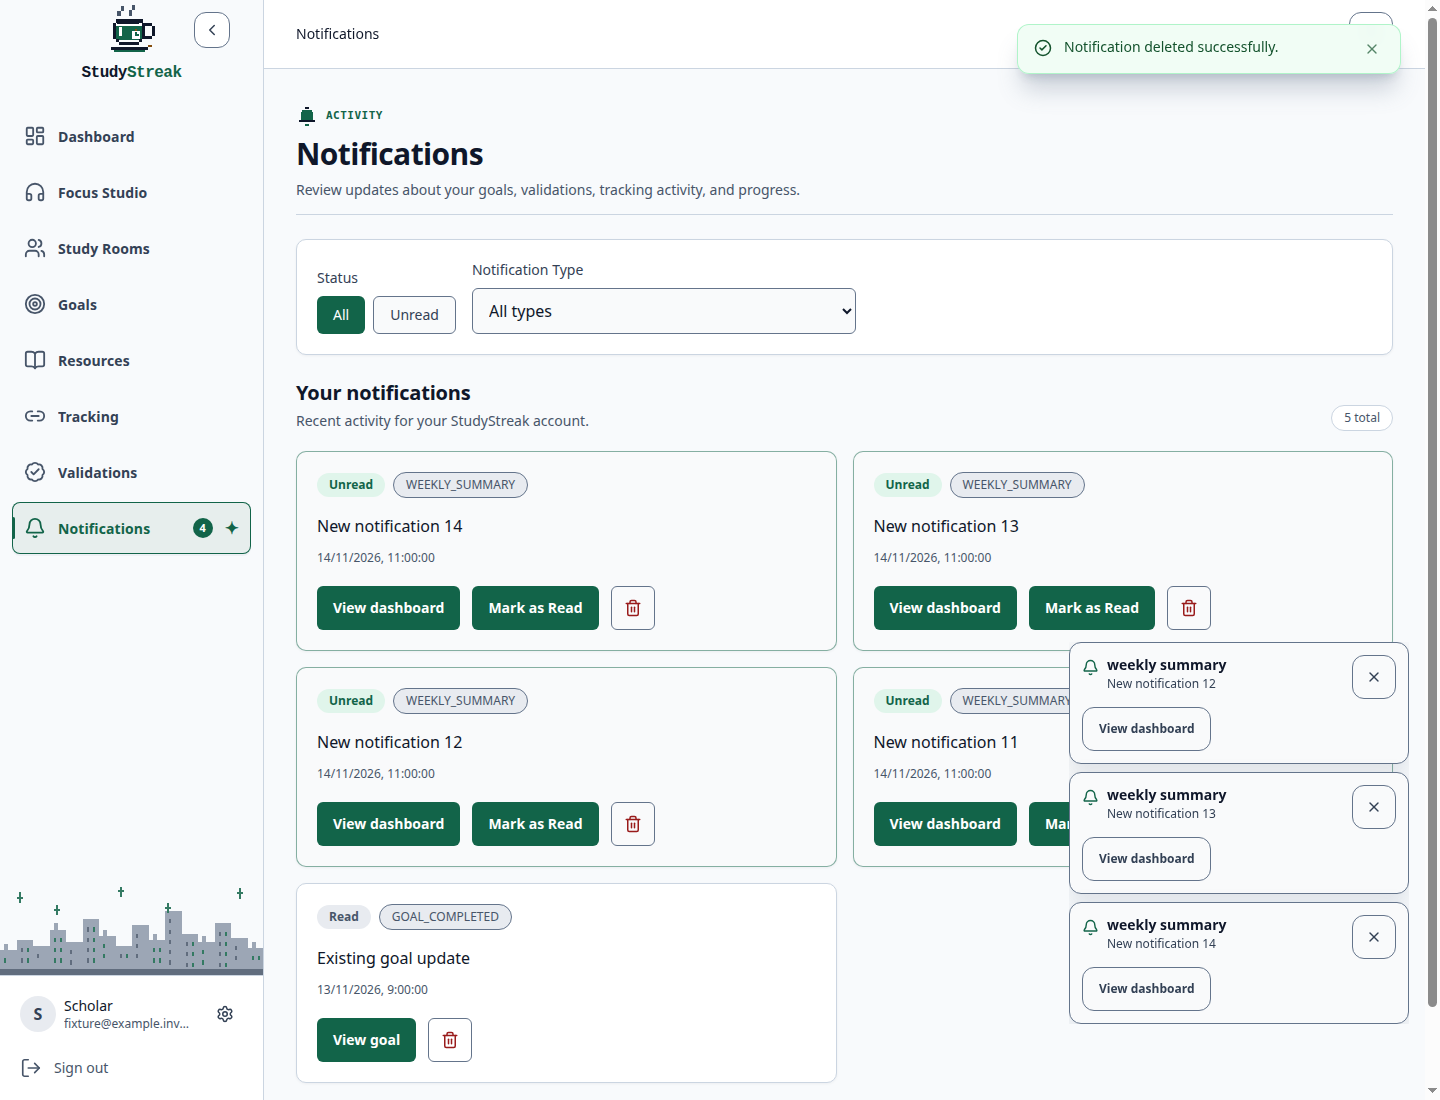 StudyStreak
Dashboard
Focus Studio
Study Rooms
Goals
Resources
Tracking
Validations
Notifications 4
Scholar
fixture@example.inv...
Sign out
Notifications
Notification deleted successfully.
ACTIVITY
Notifications
Review updates about your goals, validations, tracking activity, and progress.
Status
All
Unread
Notification Type
All types
Your notifications
Recent activity for your StudyStreak account.
5 total
Unread WEEKLY_SUMMARY
New notification 14
14/11/2026, 11:00:00
View dashboard Mark as Read
Unread WEEKLY_SUMMARY
New notification 13
14/11/2026, 11:00:00
View dashboard Mark as Read
Unread WEEKLY_SUMMARY
New notification 12
14/11/2026, 11:00:00
View dashboard Mark as Read
Unread WEEKLY_SUMMARY
New notification 11
14/11/2026, 11:00:00
View dashboard
Read GOAL_COMPLETED
Existing goal update
13/11/2026, 9:00:00
View goal
weekly summary
New notification 12
View dashboard
weekly summary
New notification 13
View dashboard
weekly summary
New notification 14
View dashboard
S